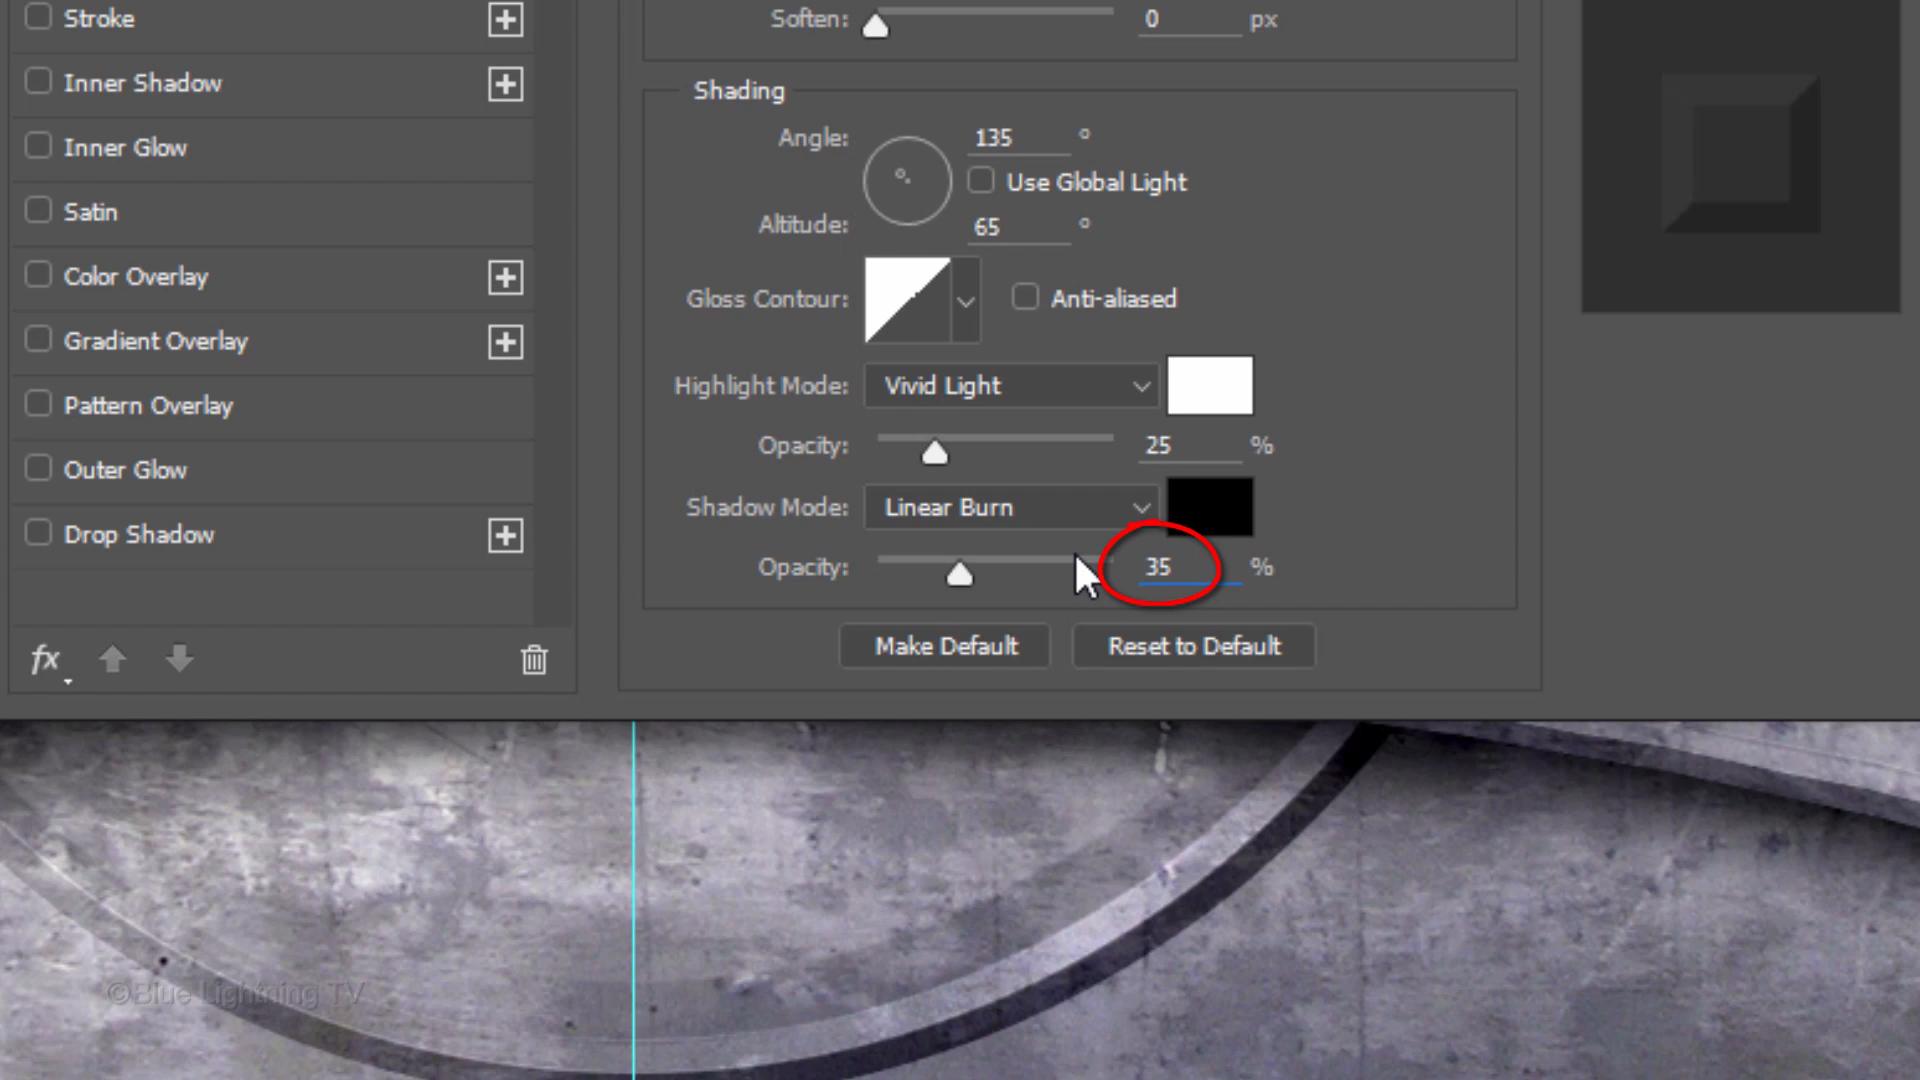 Stroke
Inner Shadow
Inner Glow
Satin
Color Overlay
Gradient Overlay
Pattern Overlay
Outer Glow
Drop Shadow
fx
Soften: 0 px
Shading
Angle: 135 °
Use Global Light
Altitude: 65 °
Gloss Contour: Anti-aliased
Highlight Mode: Vivid Light
Opacity: 25 %
Shadow Mode: Linear Burn
Opacity: 35 %
Make Default Reset to Default
©Blue Lightning TV